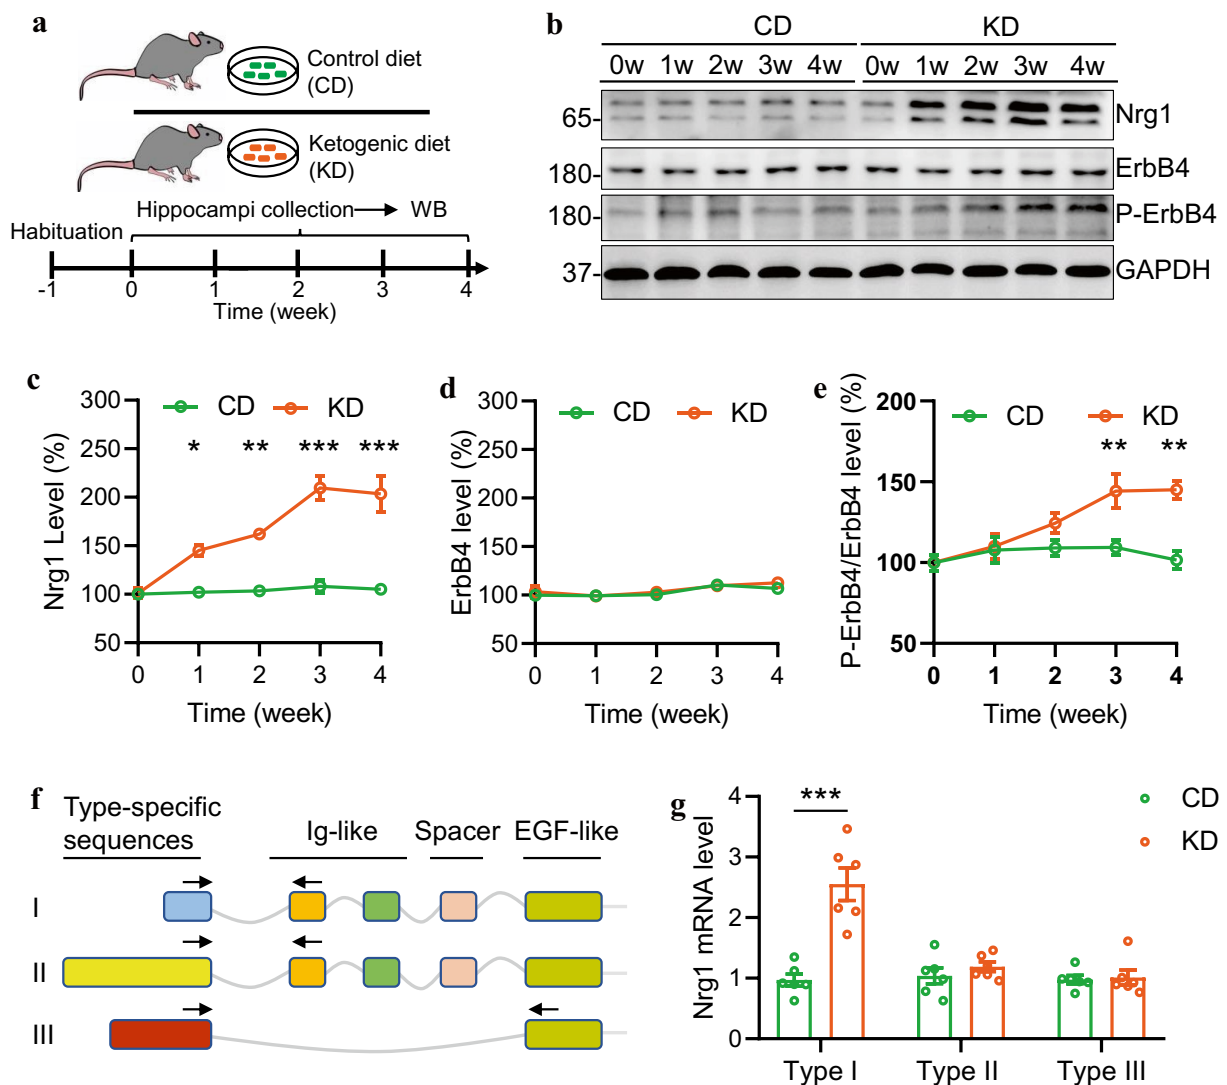 a
Control diet
(CD)
Ketogenic diet
(KD)
Hippocampi collection WB
Habituation
-1 0 1 2 3 4
Time (week)
b
CD KD
0w 1w 2w 3w 4w 0w 1w 2w 3w 4w
65- Nrg1
180- ErbB4
180- P-ErbB4
37- GAPDH
c
CD KD
* ** *** ***
Nrg1 Level (%)
300
250
200
150
100
50
0 1 2 3 4
Time (week)
d
CD
KD
ErbB4 level (%)
300
250
200
150
100
50
0 1 2 3 4
Time (week)
e
CD KD
** **
P-ErbB4/ErbB4 level (%)
200
150
100
50
0 1 2 3 4
Time (week)
f
Type-specific
sequences
Ig-like Spacer EGF-like
I
II
III
g
CD
KD
***
Nrg1 mRNA level
4
3
2
1
0
Type I Type II Type III